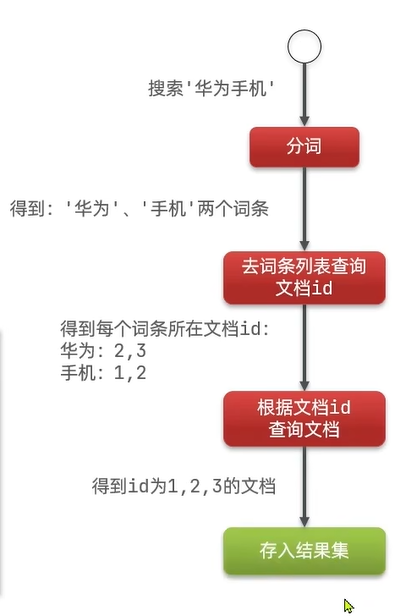 搜索'华为手机'
分词
得到: '华为'、'手机'两个词条
去词条列表查询
文档id
得到每个词条所在文档id:
华为: 2,3
手机: 1,2
根据文档id
查询文档
得到id为1,2,3的文档
存入结果集